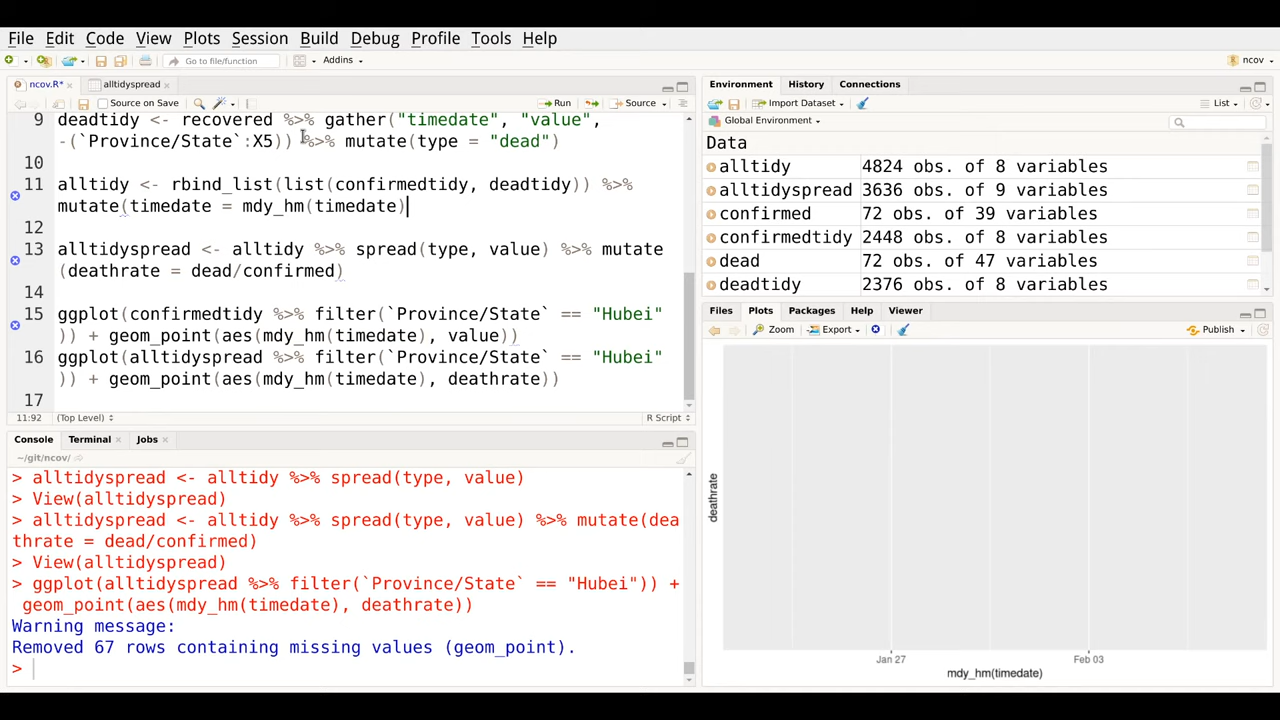 File Edit Code View Plots Session Build Debug Profile Tools Help
Go to file/function Addins ncov
ncov.R* × alltidyspread ×
Source on Save Run Source
9 deadtidy <- recovered %>% gather("timedate", "value",
-(`Province/State`:X5)) %>% mutate(type = "dead")
10
11 alltidy <- rbind_list(list(confirmedtidy, deadtidy)) %>%
mutate(timedate = mdy_hm(timedate)
12
13 alltidyspread <- alltidy %>% spread(type, value) %>% mutate
(deathrate = dead/confirmed)
14
15 ggplot(confirmedtidy %>% filter(`Province/State` == "Hubei"
)) + geom_point(aes(mdy_hm(timedate), value))
16 ggplot(alltidyspread %>% filter(`Province/State` == "Hubei"
)) + geom_point(aes(mdy_hm(timedate), deathrate))
17
11:92 (Top Level) R Script
Console Terminal × Jobs ×
~/git/ncov/
> alltidyspread <- alltidy %>% spread(type, value)
> View(alltidyspread)
> alltidyspread <- alltidy %>% spread(type, value) %>% mutate(dea
thrate = dead/confirmed)
> View(alltidyspread)
> ggplot(alltidyspread %>% filter(`Province/State` == "Hubei")) +
geom_point(aes(mdy_hm(timedate), deathrate))
Warning message:
Removed 67 rows containing missing values (geom_point).
>
Environment History Connections
Import Dataset List
Global Environment
Data
alltidy 4824 obs. of 8 variables
alltidyspread 3636 obs. of 9 variables
confirmed 72 obs. of 39 variables
confirmedtidy 2448 obs. of 8 variables
dead 72 obs. of 47 variables
deadtidy 2376 obs. of 8 variables
Files Plots Packages Help Viewer
Zoom Export Publish
deathrate
Jan 27 Feb 03
mdy_hm(timedate)